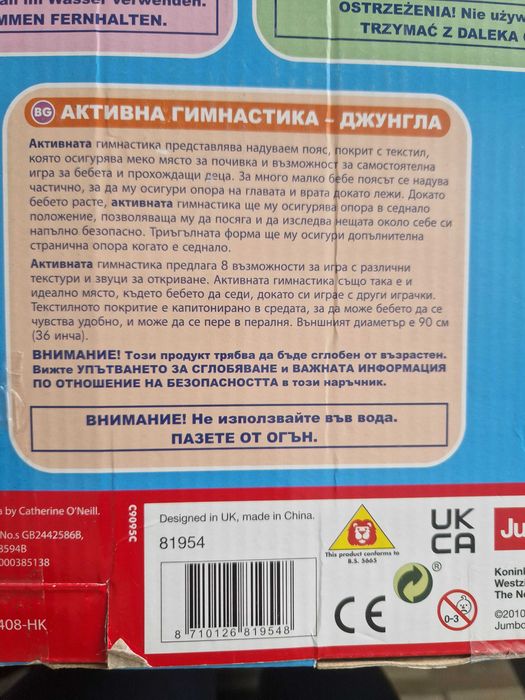 im Wasser verwenden.
MMEN FERNHALTEN.
OSTRZEŻENIA! Nie używ
TRZYMAĆ Z DALEKA
BG АКТИВНА ГИМНАСТИКА – ДЖУНГЛА
Активната гимнастика представлява надуваем пояс, покрит с текстил,
която осигурява меко място за почивка и възможност за самостоятелна
игра за бебета и прохождащи деца. За много малко бебе поясът се надува
частично, за да му осигури опора на главата и врата докато лежи. Докато
бебето расте, активната гимнастика ще му осигурява опора в седнало
положение, позволяваща му да посяга и да изследва нещата около себе си
напълно безопасно. Триъгълната форма ще му осигури допълнителна
странична опора когато е седнало.
Активната гимнастика предлага 8 възможности за игра с различни
текстури и звуци за откриване. Активната гимнастика също така е и
идеално място, където бебето да седи, докато си играе с други играчки.
Текстилното покритие е капитонирано в средата, за да може бебето да се
чувства удобно, и може да се пере в пералня. Външният диаметър е 90 см
(36 инча).
ВНИМАНИЕ! Този продукт трябва да бъде сглобен от възрастен.
Вижте УПЪТВАНЕТО ЗА СГЛОБЯВАНЕ и ВАЖНАТА ИНФОРМАЦИЯ
ПО ОТНОШЕНИЕ НА БЕЗОПАСНОСТТА в този наръчник.
ВНИМАНИЕ! Не използвайте във вода.
ПАЗЕТЕ ОТ ОГЪН.
a by Catherine O'Neill.
No.s GB2442586B,
8594B
000385138
408-HK
C9095C
Designed in UK, made in China.
81954
8 710126 819548
This product conforms to
B.S. 5665
CE
UK
CA
®
0-3
Ju
Konink
Westz
The Ne
©2010
Jumbo